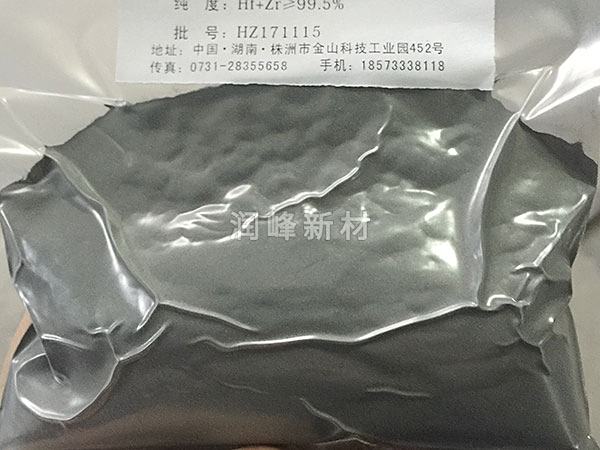 纯 度: Hf+Zr≥99.5%
批 号: HZ171115
地址: 中国·湖南·株洲市金山科技工业园452号
传真: 0731-28355658 手机: 18573338118
润峰新材